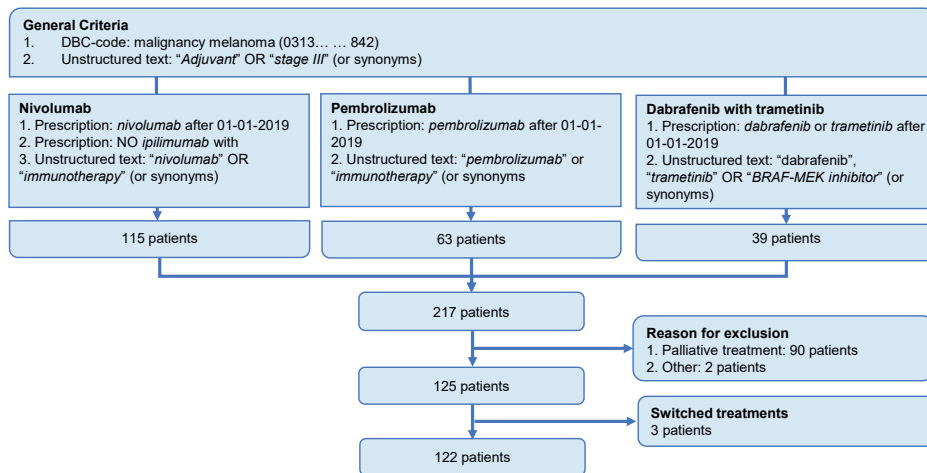 General Criteria
1. DBC-code: malignancy melanoma (0313… … 842)
2. Unstructured text: “Adjuvant” OR “stage III” (or synonyms)
Nivolumab
1. Prescription: nivolumab after 01-01-2019
2. Prescription: NO ipilimumab with
3. Unstructured text: “nivolumab” OR
“immunotherapy” (or synonyms)
Pembrolizumab
1. Prescription: pembrolizumab after 01-01-
2019
2. Unstructured text: “pembrolizumab” or
“immunotherapy” (or synonyms
Dabrafenib with trametinib
1. Prescription: dabrafenib or trametinib after
01-01-2019
2. Unstructured text: “dabrafenib”,
“trametinib” OR “BRAF-MEK inhibitor” (or
synonyms)
115 patients
63 patients
39 patients
217 patients
Reason for exclusion
1. Palliative treatment: 90 patients
2. Other: 2 patients
125 patients
Switched treatments
3 patients
122 patients